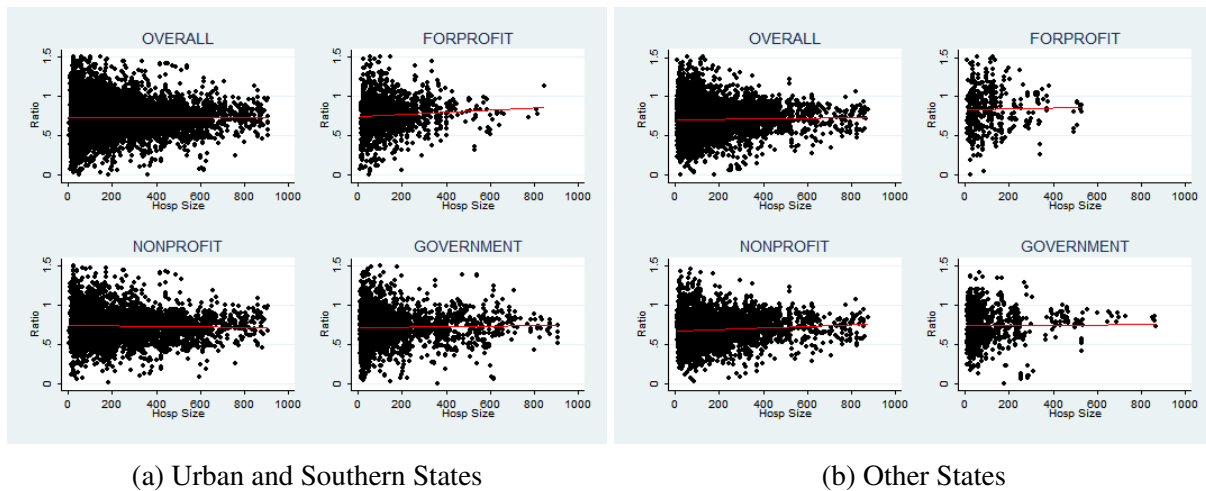 OVERALL
Ratio
0 .5 1 1.5
0 200 400 600 800 1000
Hosp Size
FORPROFIT
Ratio
0 .5 1 1.5
0 200 400 600 800 1000
Hosp Size
NONPROFIT
Ratio
0 .5 1 1.5
0 200 400 600 800 1000
Hosp Size
GOVERNMENT
Ratio
0 .5 1 1.5
0 200 400 600 800 1000
Hosp Size
(a) Urban and Southern States
OVERALL
Ratio
0 .5 1 1.5
0 200 400 600 800 1000
Hosp Size
FORPROFIT
Ratio
0 .5 1 1.5
0 200 400 600 800 1000
Hosp Size
NONPROFIT
Ratio
0 .5 1 1.5
0 200 400 600 800 1000
Hosp Size
GOVERNMENT
Ratio
0 .5 1 1.5
0 200 400 600 800 1000
Hosp Size
(b) Other States